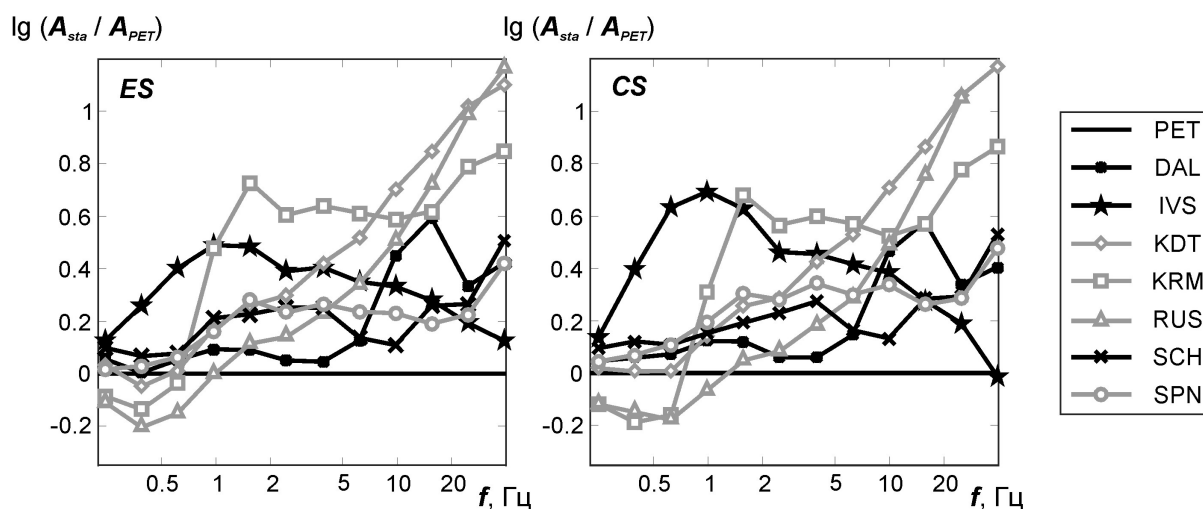 lg (A_sta / A_PET)
lg (A_sta / A_PET)
ES
CS
1
0.8
0.6
0.4
0.2
0
-0.2
1
0.8
0.6
0.4
0.2
0
-0.2
0.5 1 2 5 10 20
f, Гц
0.5 1 2 5 10 20
f, Гц
PET
DAL
IVS
KDT
KRM
RUS
SCH
SPN